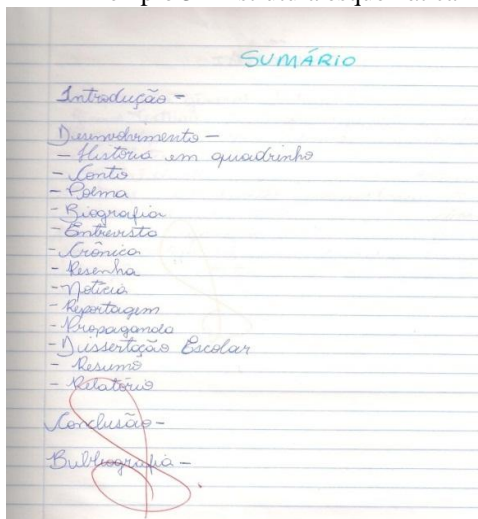 SUMÁRIO
Introdução -
Desenvolvimento -
- História em quadrinho
- Conto
- Poema
- Biografia
- Entrevista
- Crônica
- Resenha
- Notícia
- Reportagem
- Propaganda
- Dissertação Escolar
- Resumo
- Relatório
Conclusão -
Bibliografia -